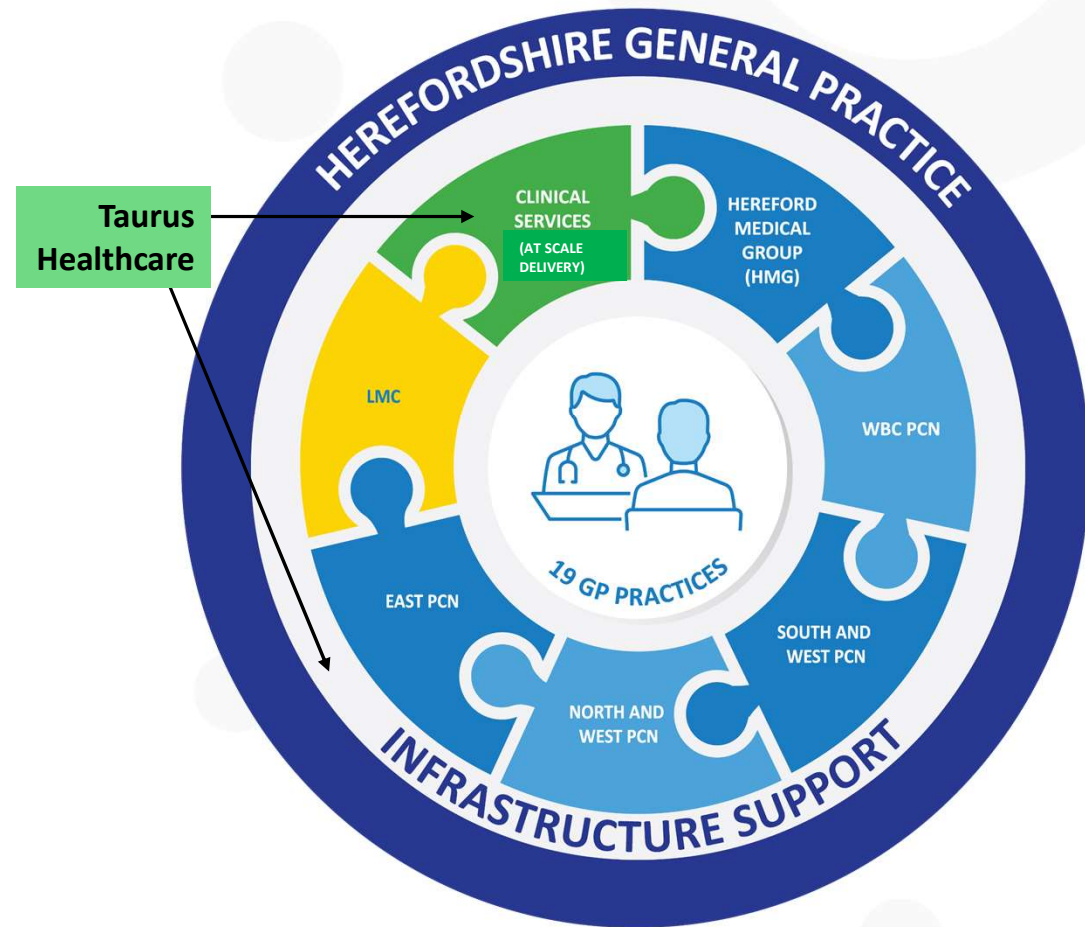 HEREFORDSHIRE GENERAL PRACTICE
Taurus
Healthcare
CLINICAL
SERVICES
(AT SCALE
DELIVERY)
HEREFORD
MEDICAL
GROUP
(HMG)
LMC
WBC PCN
19 GP PRACTICES
EAST PCN
SOUTH AND
WEST PCN
NORTH AND
WEST PCN
INFRASTRUCTURE SUPPORT